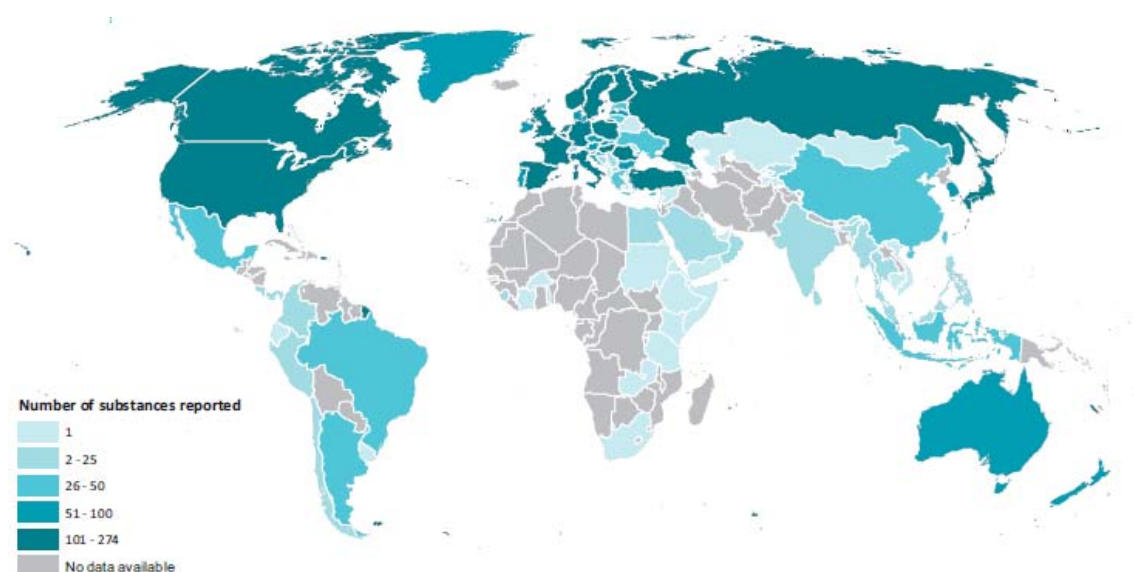 Number of substances reported
1
2 - 25
26 - 50
51 - 100
101 - 274
No data available